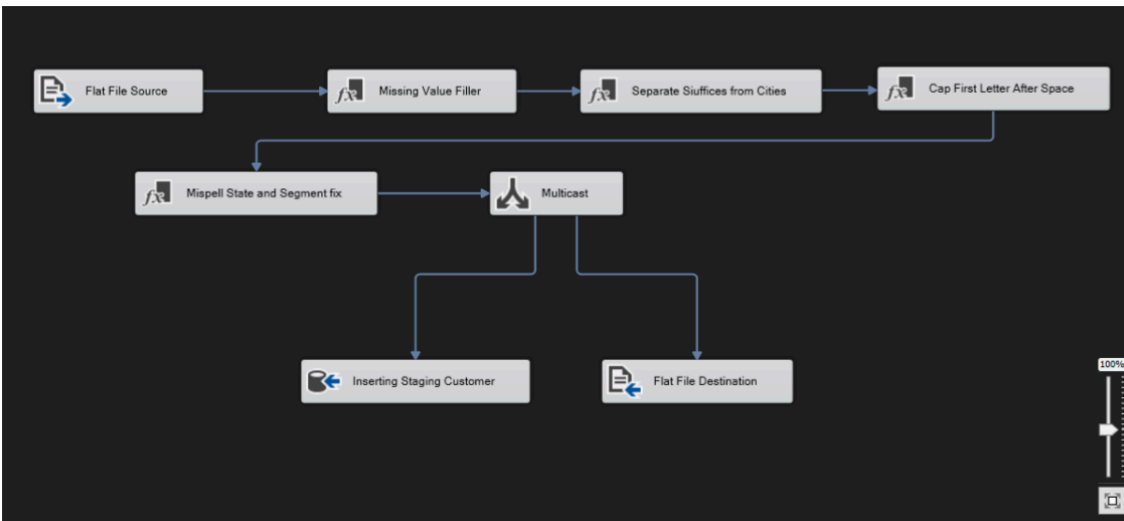 Flat File Source
Missing Value Filler
Separate Siuffices from Cities
Cap First Letter After Space
Mispell State and Segment fix
Multicast
Inserting Staging Customer
Flat File Destination
100%